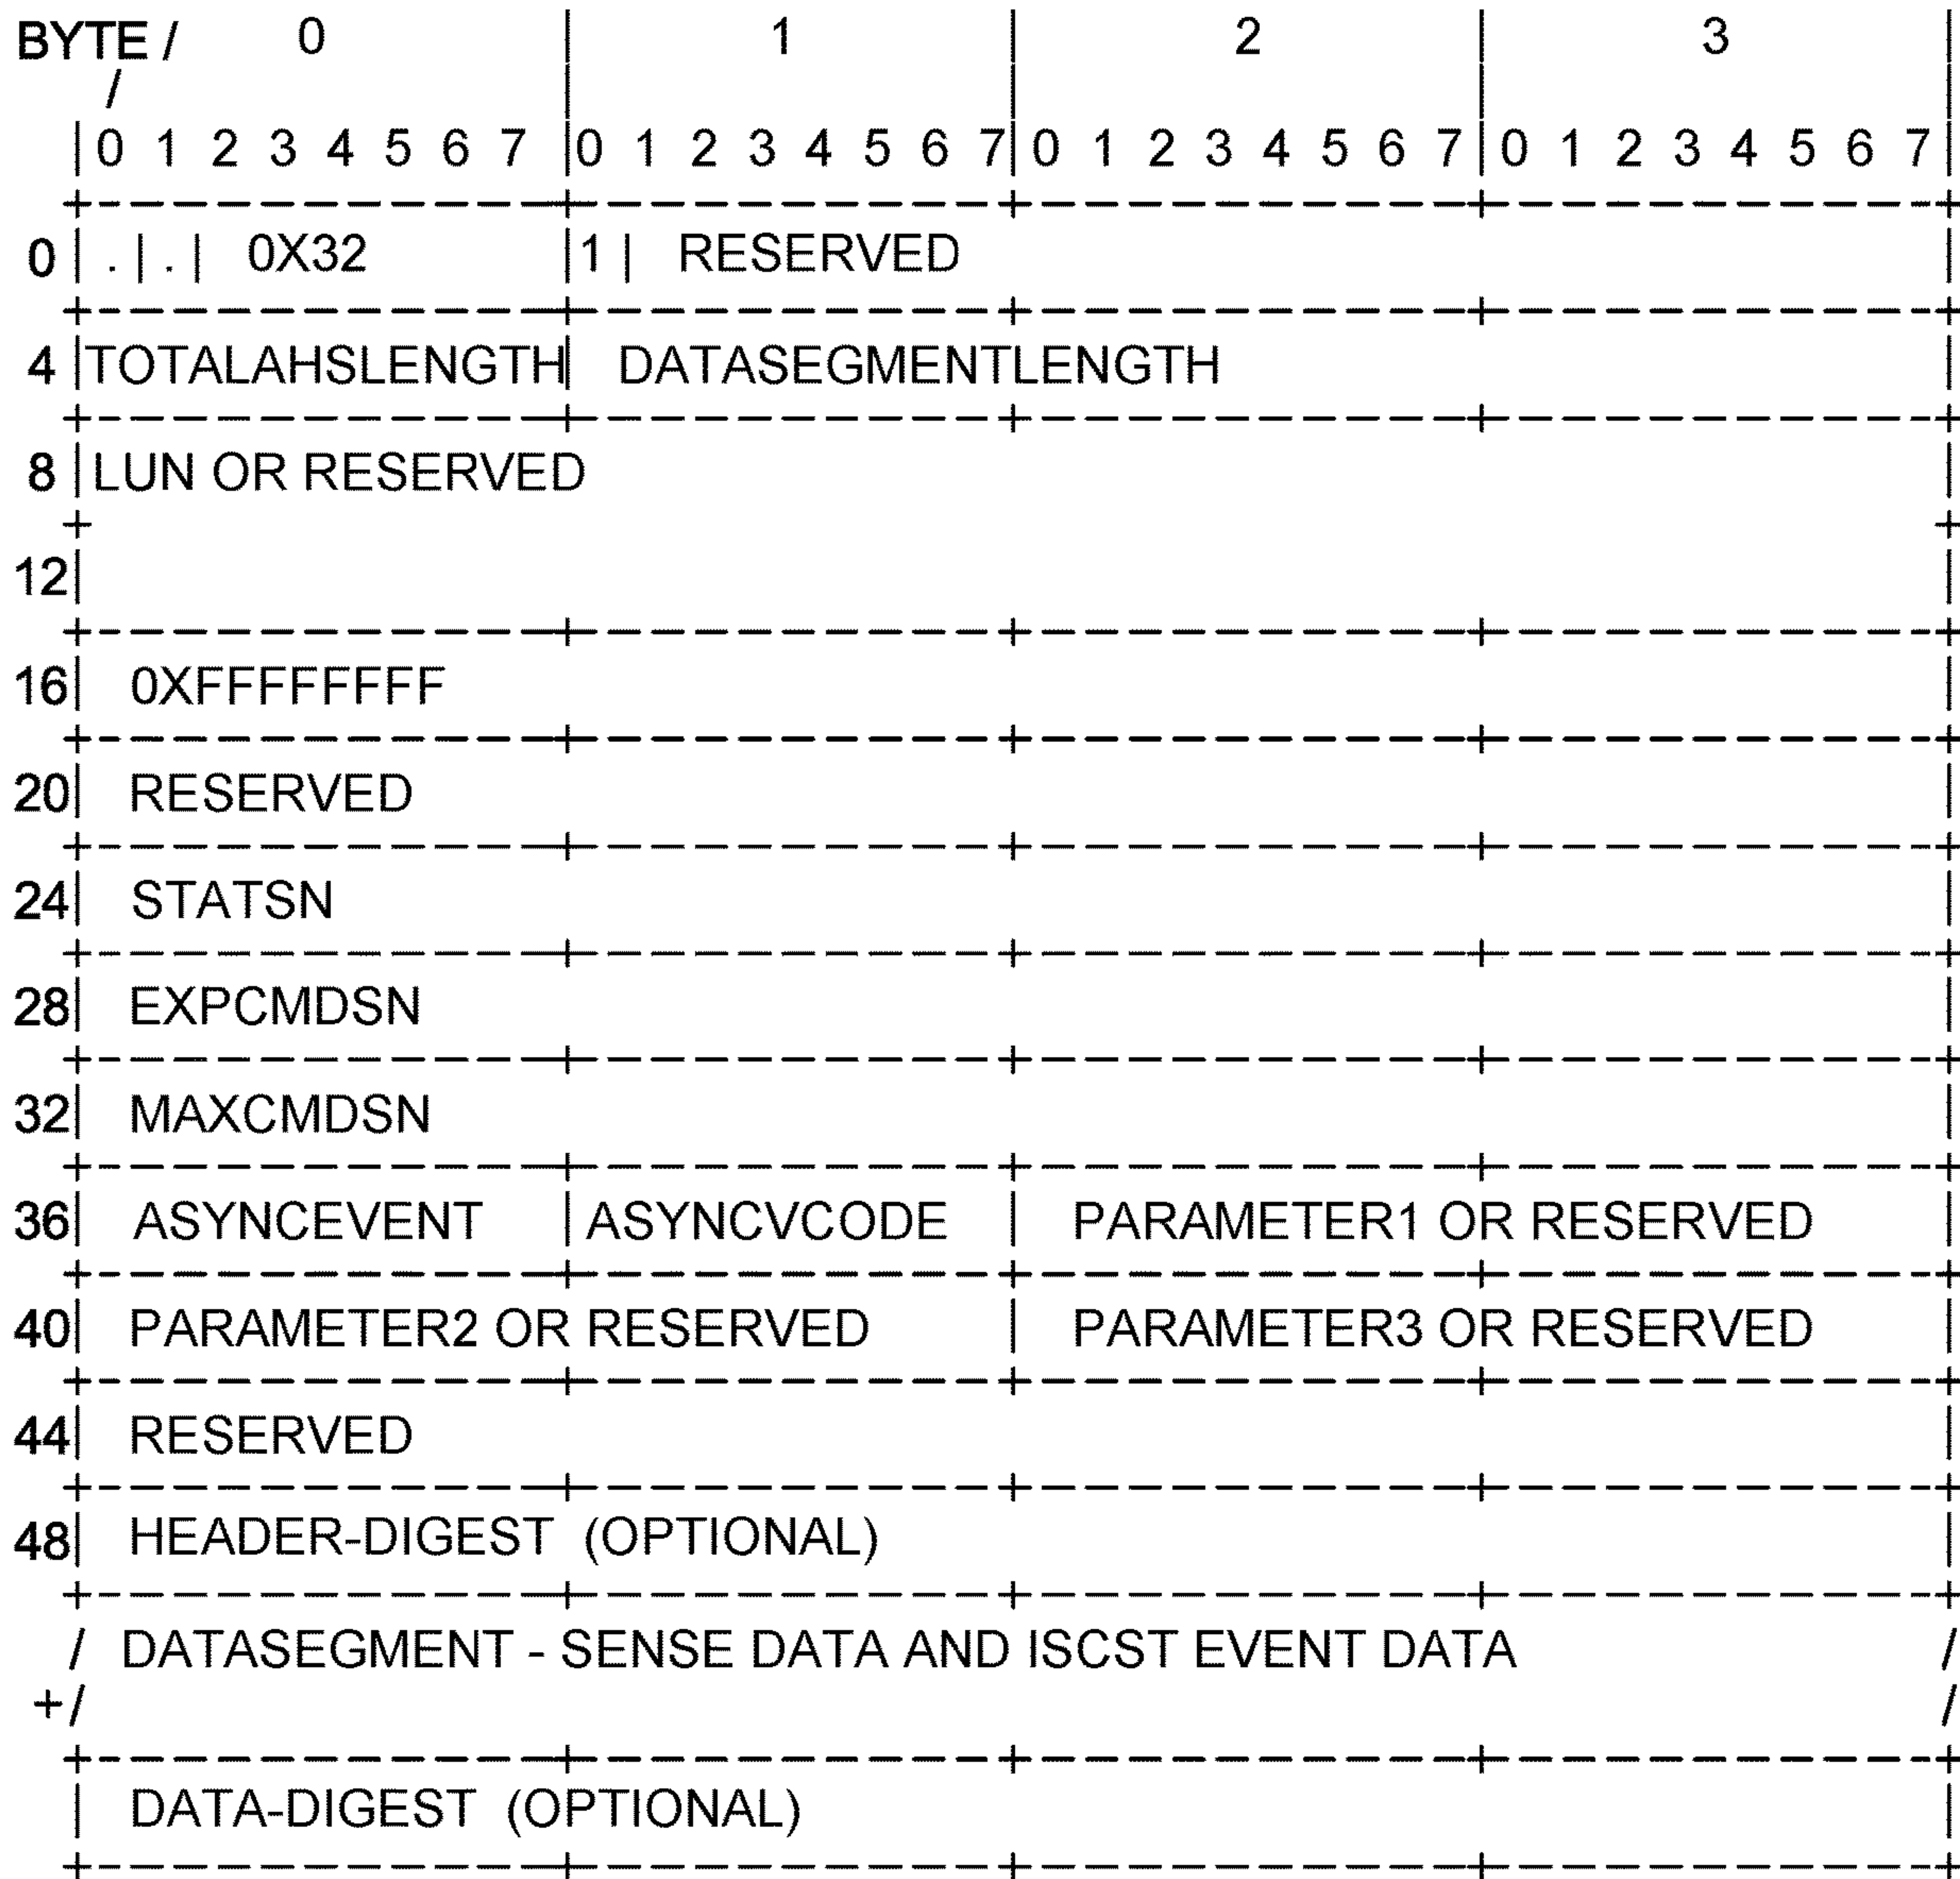 BYTE / 0 | 1 | 2 | 3 |
/ | | | |
| 0 1 2 3 4 5 6 7 |0 1 2 3 4 5 6 7| 0 1 2 3 4 5 6 7| 0 1 2 3 4 5 6 7|
0 | . | . | 0X32 |1 | RESERVED |
4 |TOTALAHSLENGTH| DATASEGMENTLENGTH |
8 |LUN OR RESERVED |
+ +
12| |
16| 0XFFFFFFFF |
20| RESERVED |
24| STATSN |
28| EXPCMDSN |
32| MAXCMDSN |
36| ASYNCEVENT | ASYNCVCODE | PARAMETER1 OR RESERVED |
40| PARAMETER2 OR RESERVED | PARAMETER3 OR RESERVED |
44| RESERVED |
48| HEADER-DIGEST (OPTIONAL) |
/ DATASEGMENT - SENSE DATA AND ISCST EVENT DATA /
+/ /
| DATA-DIGEST (OPTIONAL) |